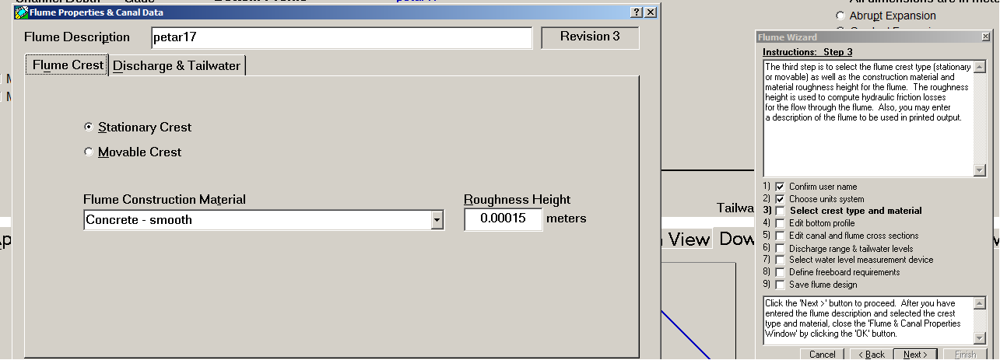 All dimensions are in mete
Flume Properties & Canal Data
Abrupt Expansion
Flume Description
petar17
Revision 3
Flume Crest
Discharge & Tailwater
Stationary Crest
Movable Crest
Flume Construction Material
Concrete - smooth
Roughness Height
0.00015 meters
Tailwa
View
Dow
Flume Wizard
Instructions: Step 3
The third step is to select the flume crest type (stationary
or movable) as well as the construction material and
material roughness height for the flume. The roughness
height is used to compute hydraulic friction losses
for the flow through the flume. Also, you may enter
a description of the flume to be used in printed output.
1) Confirm user name
2) Choose units system
3) Select crest type and material
4) Edit bottom profile
5) Edit canal and flume cross sections
6) Discharge range & tailwater levels
7) Select water level measurement device
8) Define freeboard requirements
9) Save flume design
Click the 'Next >' button to proceed. After you have
entered the flume description and selected the crest
type and material, close the 'Flume & Canal Properties
Window' by clicking the 'OK' button.
Cancel
< Back
Next >
Finish